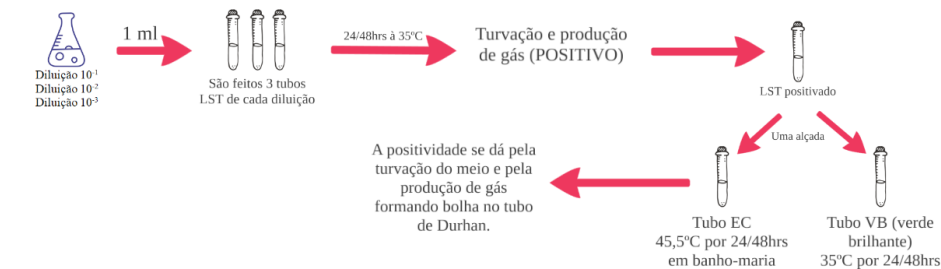 Diluição 10-1
Diluição 10-2
Diluição 10-3
1 ml
São feitos 3 tubos
LST de cada diluição
24/48hrs à 35ºC
Turvação e produção
de gás (POSITIVO)
LST positivado
Uma alçada
Tubo EC
45,5ºC por 24/48hrs
em banho-maria
Tubo VB (verde
brilhante)
35ºC por 24/48hrs
A positividade se dá pela
turvação do meio e pela
produção de gás
formando bolha no tubo
de Durhan.